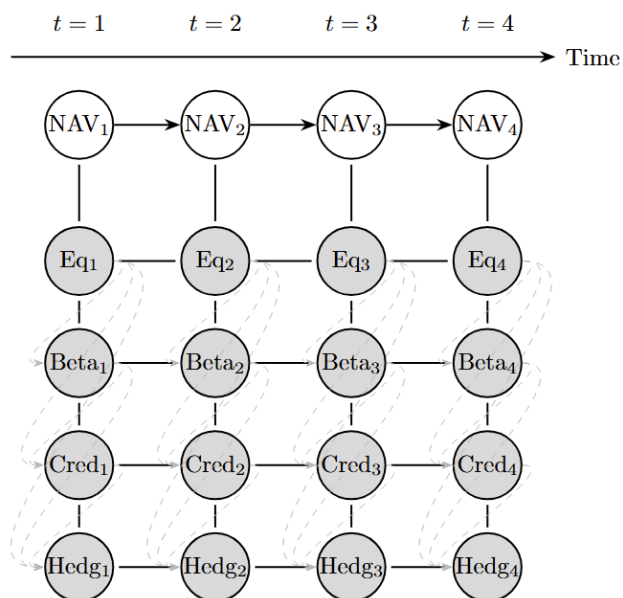 t = 1 t = 2 t = 3 t = 4
Time
NAV₁ NAV₂ NAV₃ NAV₄
Eq₁ Eq₂ Eq₃ Eq₄
Beta₁ Beta₂ Beta₃ Beta₄
Cred₁ Cred₂ Cred₃ Cred₄
Hedg₁ Hedg₂ Hedg₃ Hedg₄